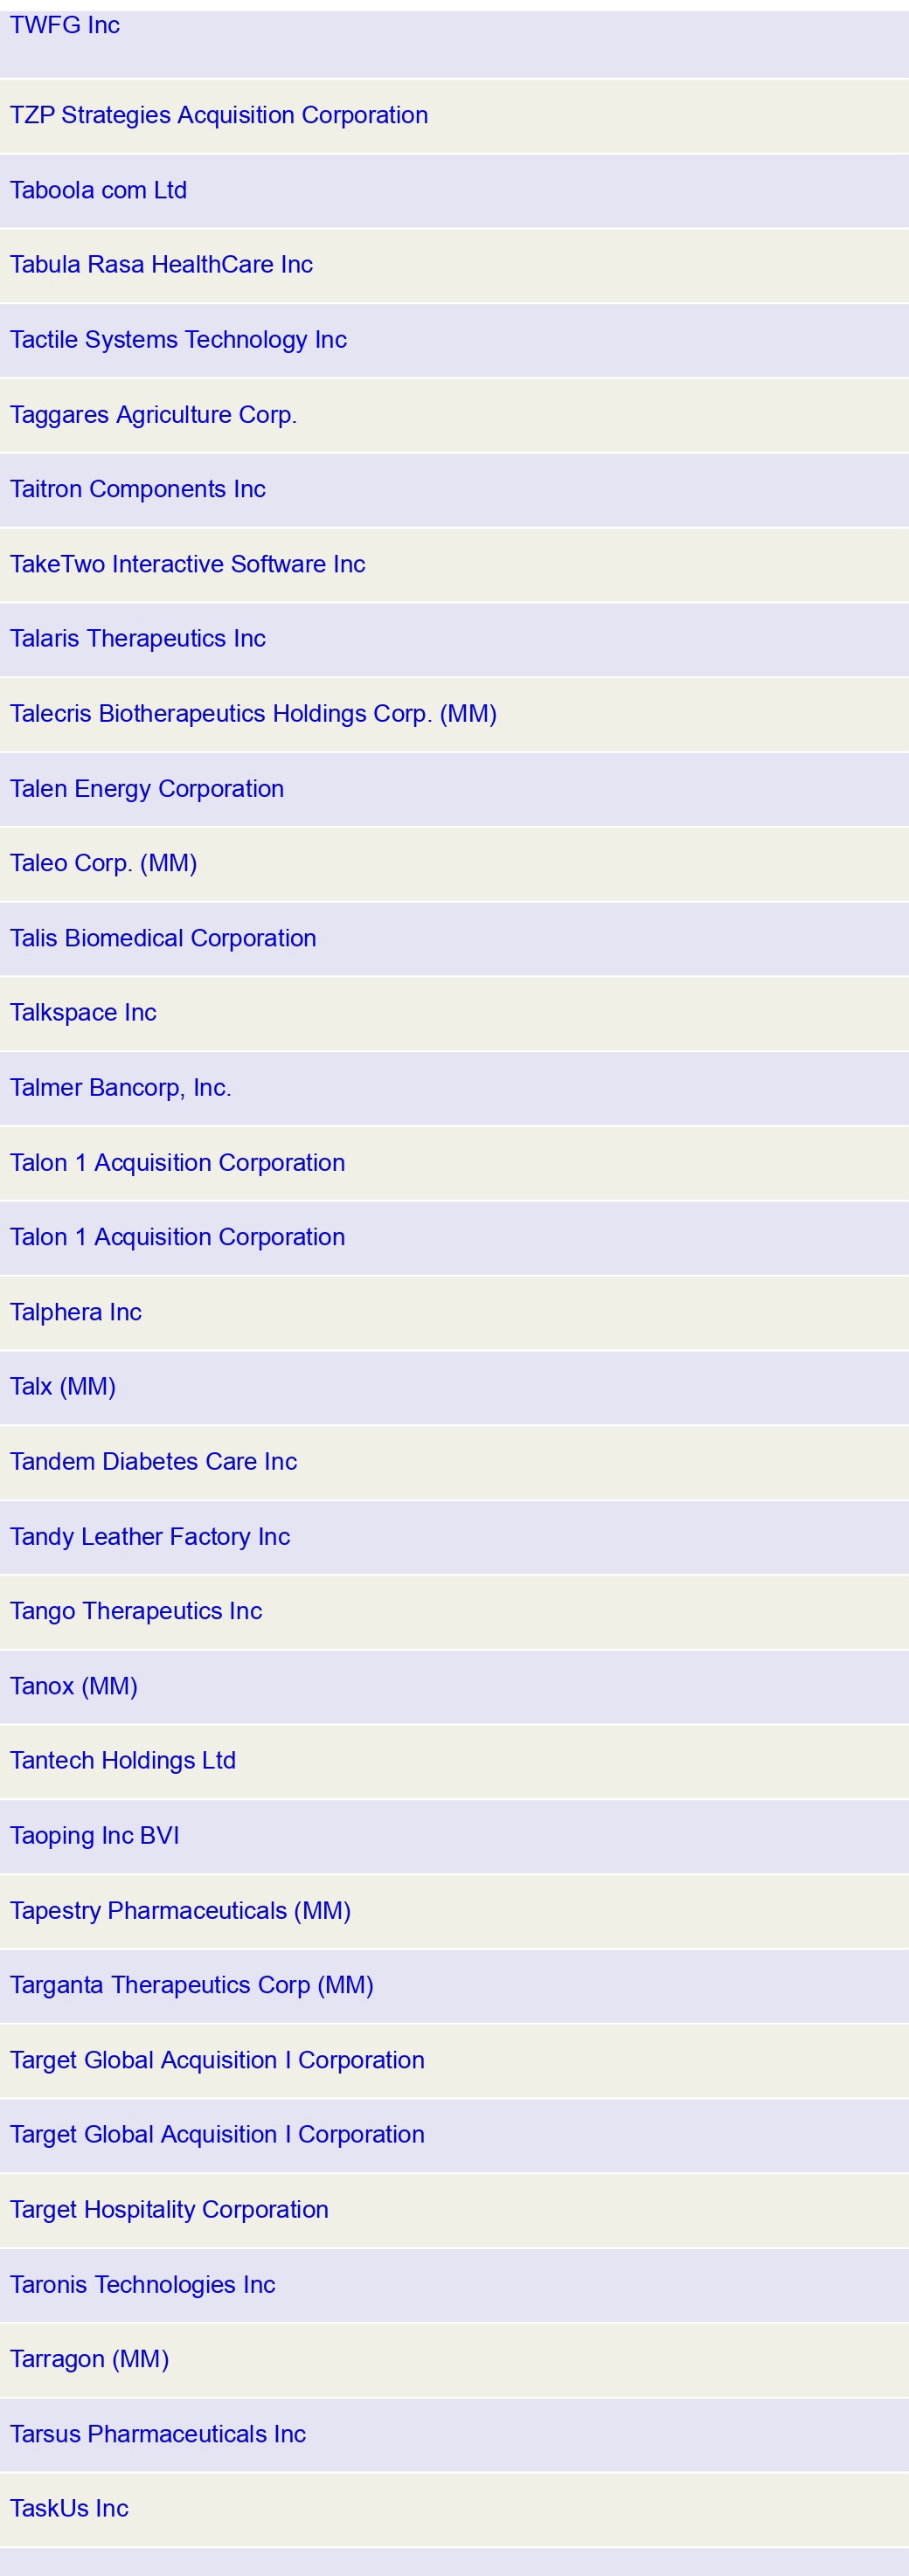 TWFG Inc
TZP Strategies Acquisition Corporation
Taboola com Ltd
Tabula Rasa HealthCare Inc
Tactile Systems Technology Inc
Taggares Agriculture Corp.
Taitron Components Inc
TakeTwo Interactive Software Inc
Talaris Therapeutics Inc
Talecris Biotherapeutics Holdings Corp. (MM)
Talen Energy Corporation
Taleo Corp. (MM)
Talis Biomedical Corporation
Talkspace Inc
Talmer Bancorp, Inc.
Talon 1 Acquisition Corporation
Talon 1 Acquisition Corporation
Talphera Inc
Talx (MM)
Tandem Diabetes Care Inc
Tandy Leather Factory Inc
Tango Therapeutics Inc
Tanox (MM)
Tantech Holdings Ltd
Taoping Inc BVI
Tapestry Pharmaceuticals (MM)
Targanta Therapeutics Corp (MM)
Target Global Acquisition I Corporation
Target Global Acquisition I Corporation
Target Hospitality Corporation
Taronis Technologies Inc
Tarragon (MM)
Tarsus Pharmaceuticals Inc
TaskUs Inc